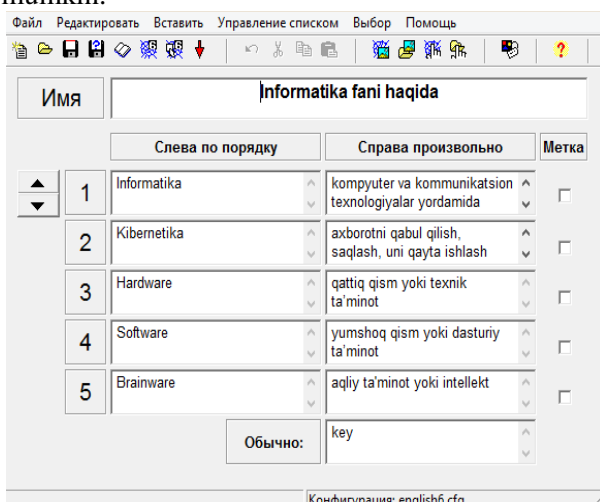 mumkin.
Файл Редактировать Вставить Управление списком Выбор Помощь
Имя
Informatika fani haqida
Слева по порядку Справа произвольно Метка
1 Informatika kompyuter va kommunikatsion
texnologiyalar yordamida
2 Kibernetika axborotni qabul qilish,
saqlash, uni qayta ishlash
3 Hardware qattiq qism yoki texnik
ta'minot
4 Software yumshoq qism yoki dasturiy
ta'minot
5 Brainware aqliy ta'minot yoki intellekt
Обычно: key
Конфигурация: english6.cfg